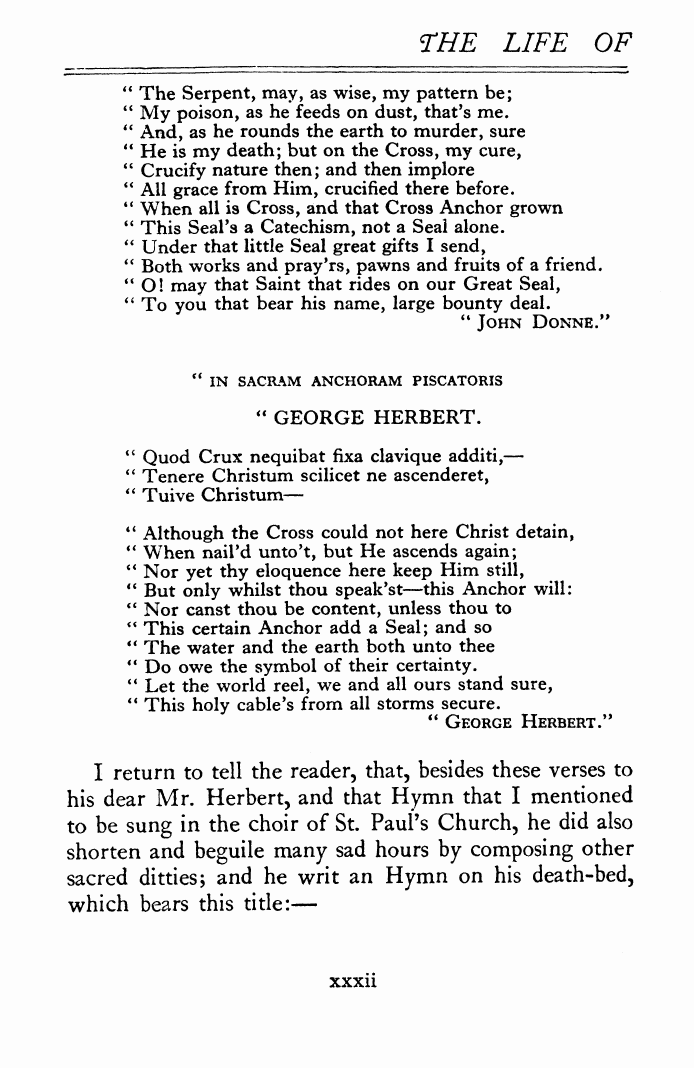 THE LIFE OF
“ The Serpent, may, as wise, my pattern be;
“ My poison, as he feeds on dust, that’s me.
“ And, as he rounds the earth to murder, sure
“ He is my death; but on the Cross, my cure,
“ Crucify nature then; and then implore
“ All grace from Him, crucified there before.
“ When all is Cross, and that Cross Anchor grown
“ This Seal’s a Catechism, not a Seal alone.
“ Under that little Seal great gifts I send,
“ Both works and pray’rs, pawns and fruits of a friend.
“ O! may that Saint that rides on our Great Seal,
“ To you that bear his name, large bounty deal.
“ JOHN DONNE.”
“ IN SACRAM ANCHORAM PISCATORIS
“ GEORGE HERBERT.
“ Quod Crux nequibat fixa clavique additi,—
“ Tenere Christum scilicet ne ascenderet,
“ Tuive Christum—
“ Although the Cross could not here Christ detain,
“ When nail’d unto’t, but He ascends again;
“ Nor yet thy eloquence here keep Him still,
“ But only whilst thou speak’st—this Anchor will:
“ Nor canst thou be content, unless thou to
“ This certain Anchor add a Seal; and so
“ The water and the earth both unto thee
“ Do owe the symbol of their certainty.
“ Let the world reel, we and all ours stand sure,
“ This holy cable’s from all storms secure.
“ GEORGE HERBERT.”
I return to tell the reader, that, besides these verses to
his dear Mr. Herbert, and that Hymn that I mentioned
to be sung in the choir of St. Paul’s Church, he did also
shorten and beguile many sad hours by composing other
sacred ditties; and he writ an Hymn on his death-bed,
which bears this title:—
xxxii